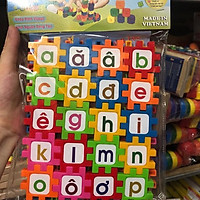 MADE IN
VIETNAM
a ă â b
c d đ e
ê g h i
k l m n
o ô ơ p